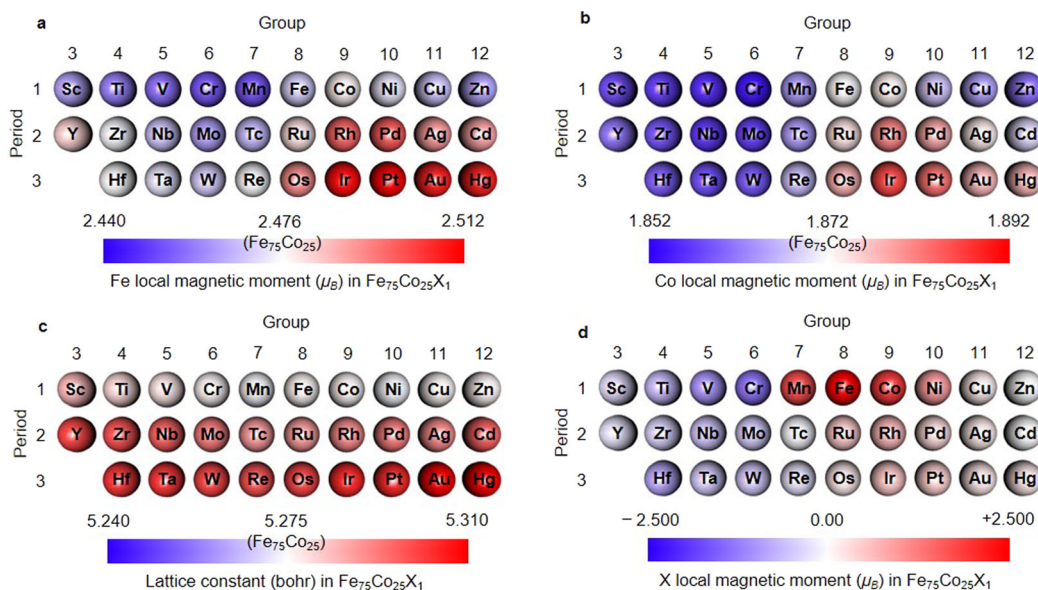 a
Group
3 4 5 6 7 8 9 10 11 12
Period
1 Sc Ti V Cr Mn Fe Co Ni Cu Zn
2 Y Zr Nb Mo Tc Ru Rh Pd Ag Cd
3 Hf Ta W Re Os Ir Pt Au Hg
2.440 2.476 2.512
(Fe₇₅Co₂₅)
Fe local magnetic moment (μ_B) in Fe₇₅Co₂₅X₁
b
Group
3 4 5 6 7 8 9 10 11 12
Period
1 Sc Ti V Cr Mn Fe Co Ni Cu Zn
2 Y Zr Nb Mo Tc Ru Rh Pd Ag Cd
3 Hf Ta W Re Os Ir Pt Au Hg
1.852 1.872 1.892
(Fe₇₅Co₂₅)
Co local magnetic moment (μ_B) in Fe₇₅Co₂₅X₁
c
Group
3 4 5 6 7 8 9 10 11 12
Period
1 Sc Ti V Cr Mn Fe Co Ni Cu Zn
2 Y Zr Nb Mo Tc Ru Rh Pd Ag Cd
3 Hf Ta W Re Os Ir Pt Au Hg
5.240 5.275 5.310
(Fe₇₅Co₂₅)
Lattice constant (bohr) in Fe₇₅Co₂₅X₁
d
Group
3 4 5 6 7 8 9 10 11 12
Period
1 Sc Ti V Cr Mn Fe Co Ni Cu Zn
2 Y Zr Nb Mo Tc Ru Rh Pd Ag Cd
3 Hf Ta W Re Os Ir Pt Au Hg
−2.500 0.00 +2.500
X local magnetic moment (μ_B) in Fe₇₅Co₂₅X₁